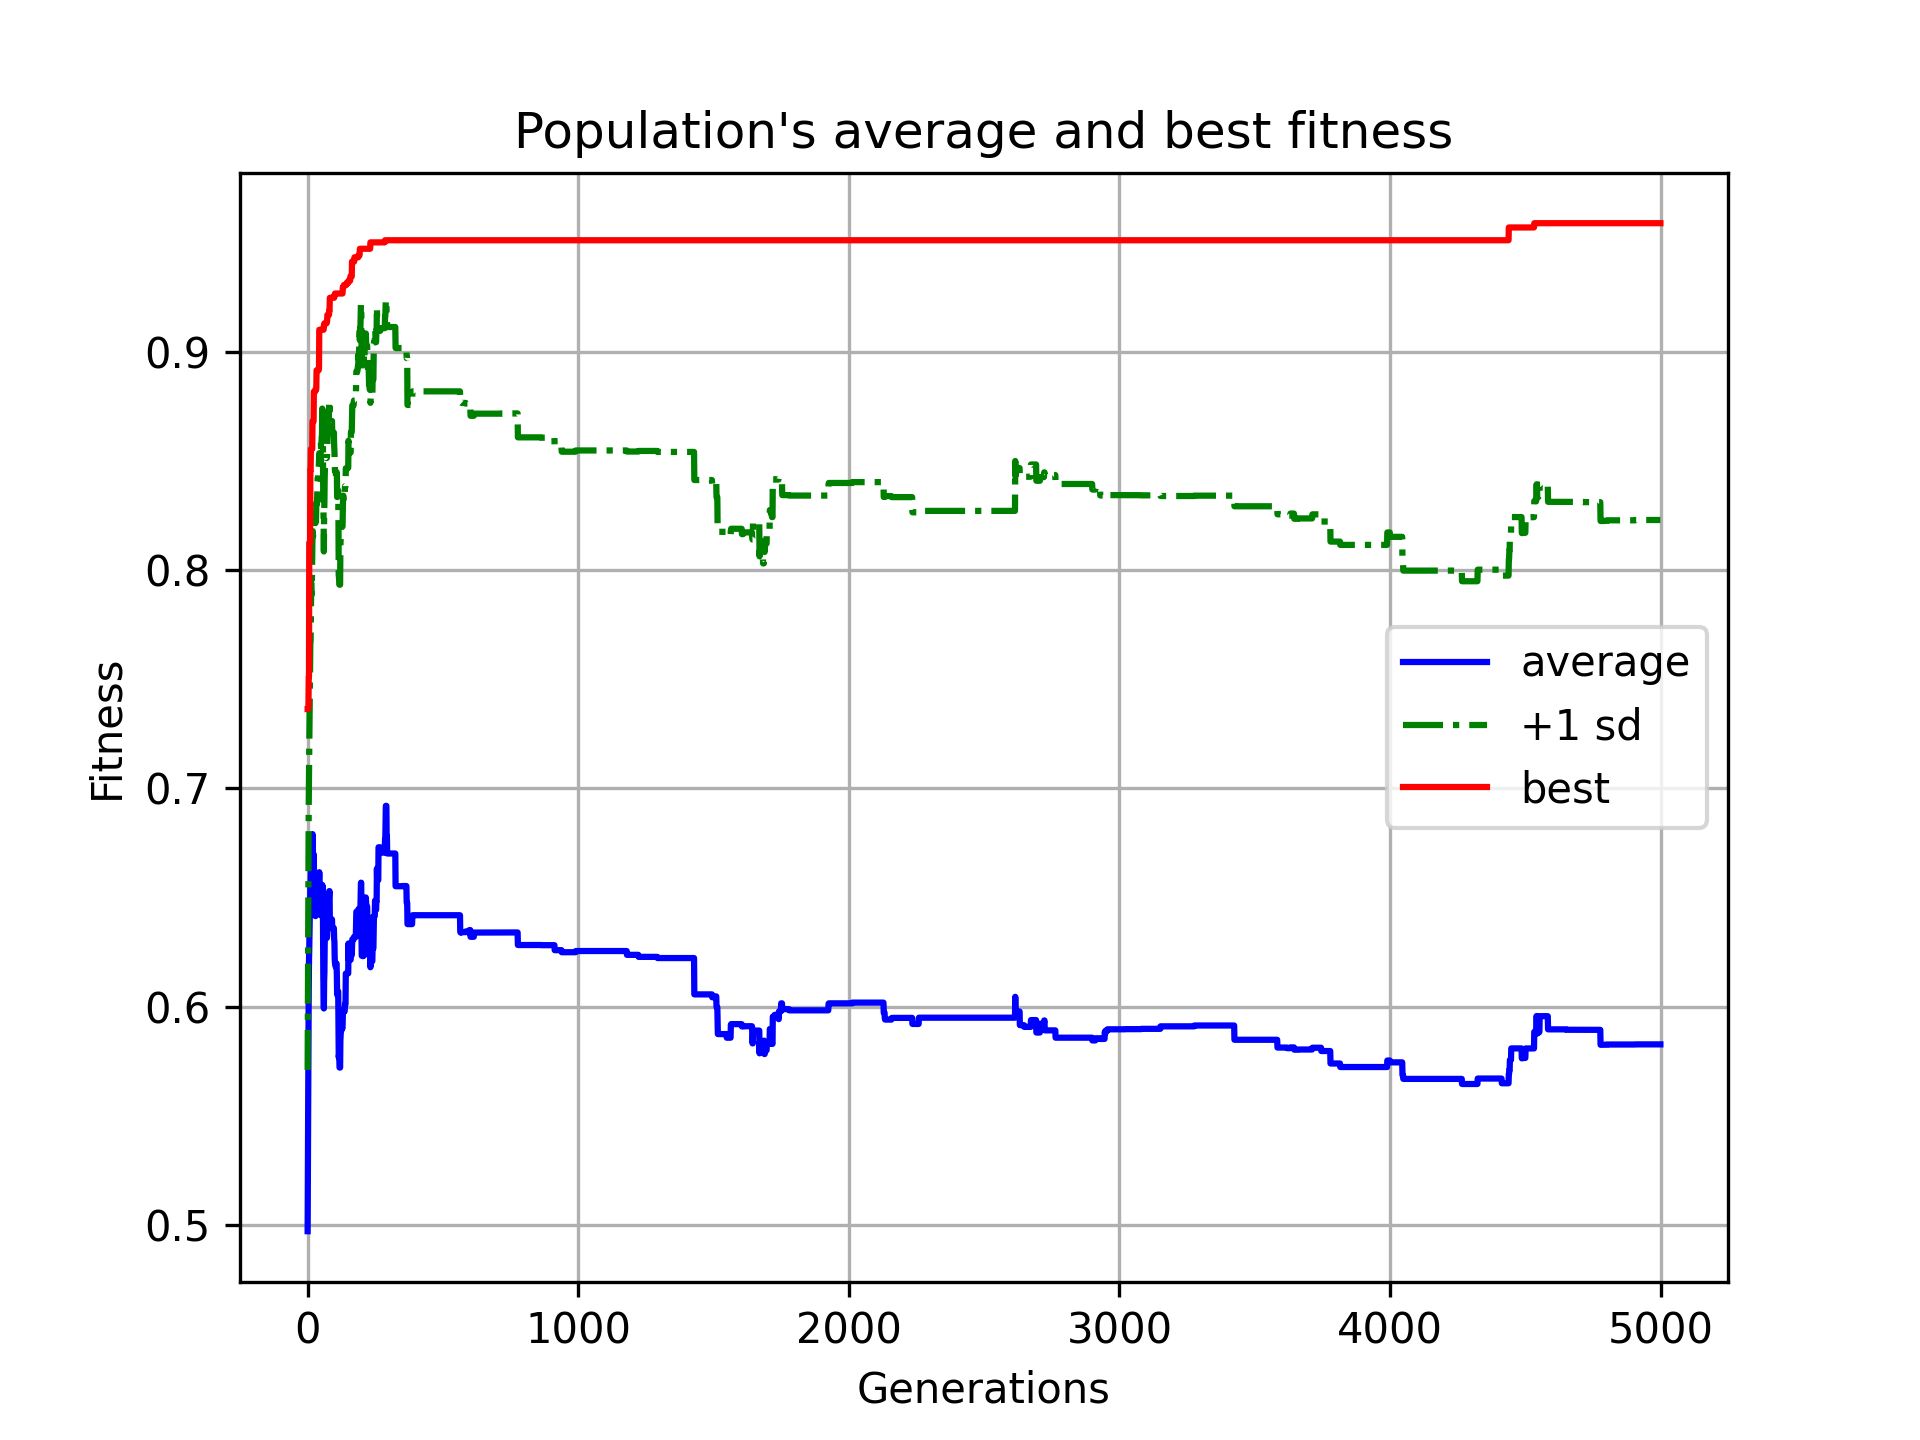 Population's average and best fitness
Fitness
0.9
0.8
0.7
0.6
0.5
average
+1 sd
best
0 1000 2000 3000 4000 5000
Generations